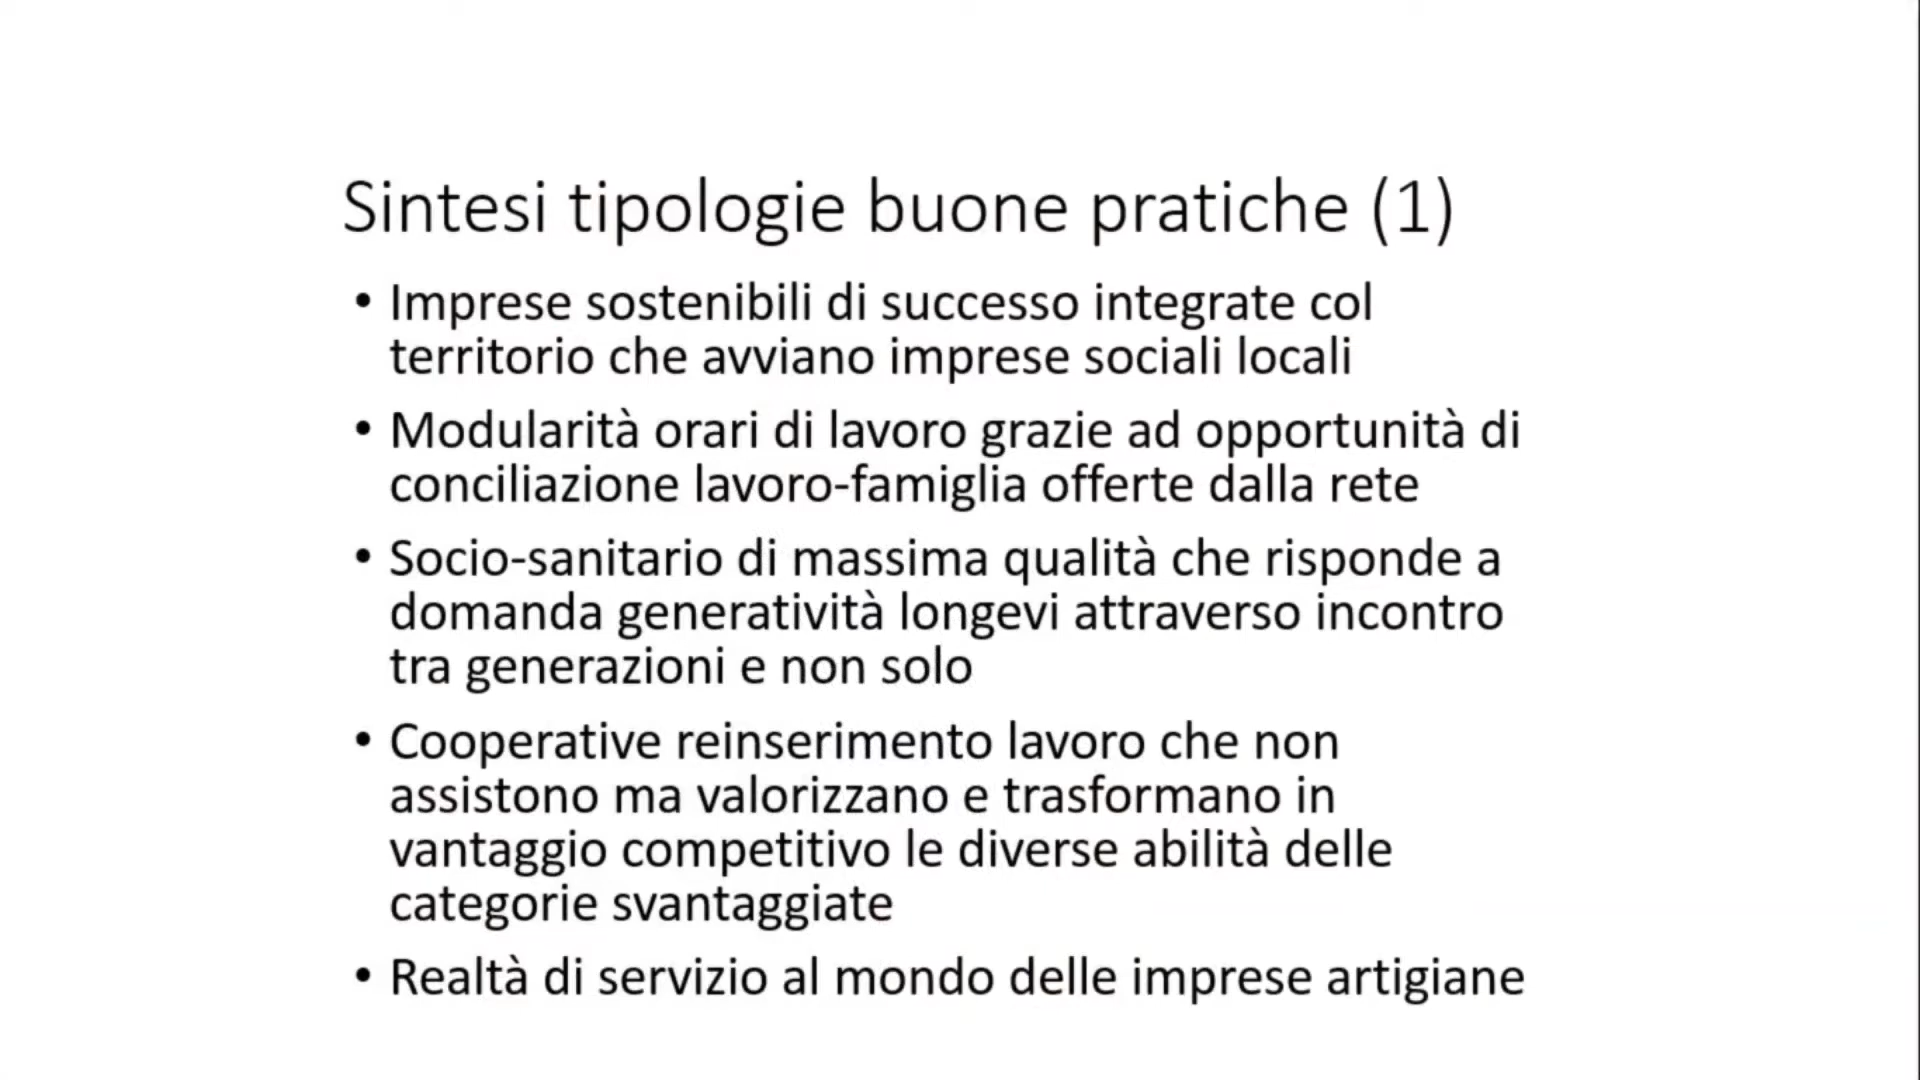 Sintesi tipologie buone pratiche (1)
• Imprese sostenibili di successo integrate col
territorio che avviano imprese sociali locali
• Modularità orari di lavoro grazie ad opportunità di
conciliazione lavoro-famiglia offerte dalla rete
• Socio-sanitario di massima qualità che risponde a
domanda generatività longevi attraverso incontro
tra generazioni e non solo
• Cooperative reinserimento lavoro che non
assistono ma valorizzano e trasformano in
vantaggio competitivo le diverse abilità delle
categorie svantaggiate
• Realtà di servizio al mondo delle imprese artigiane